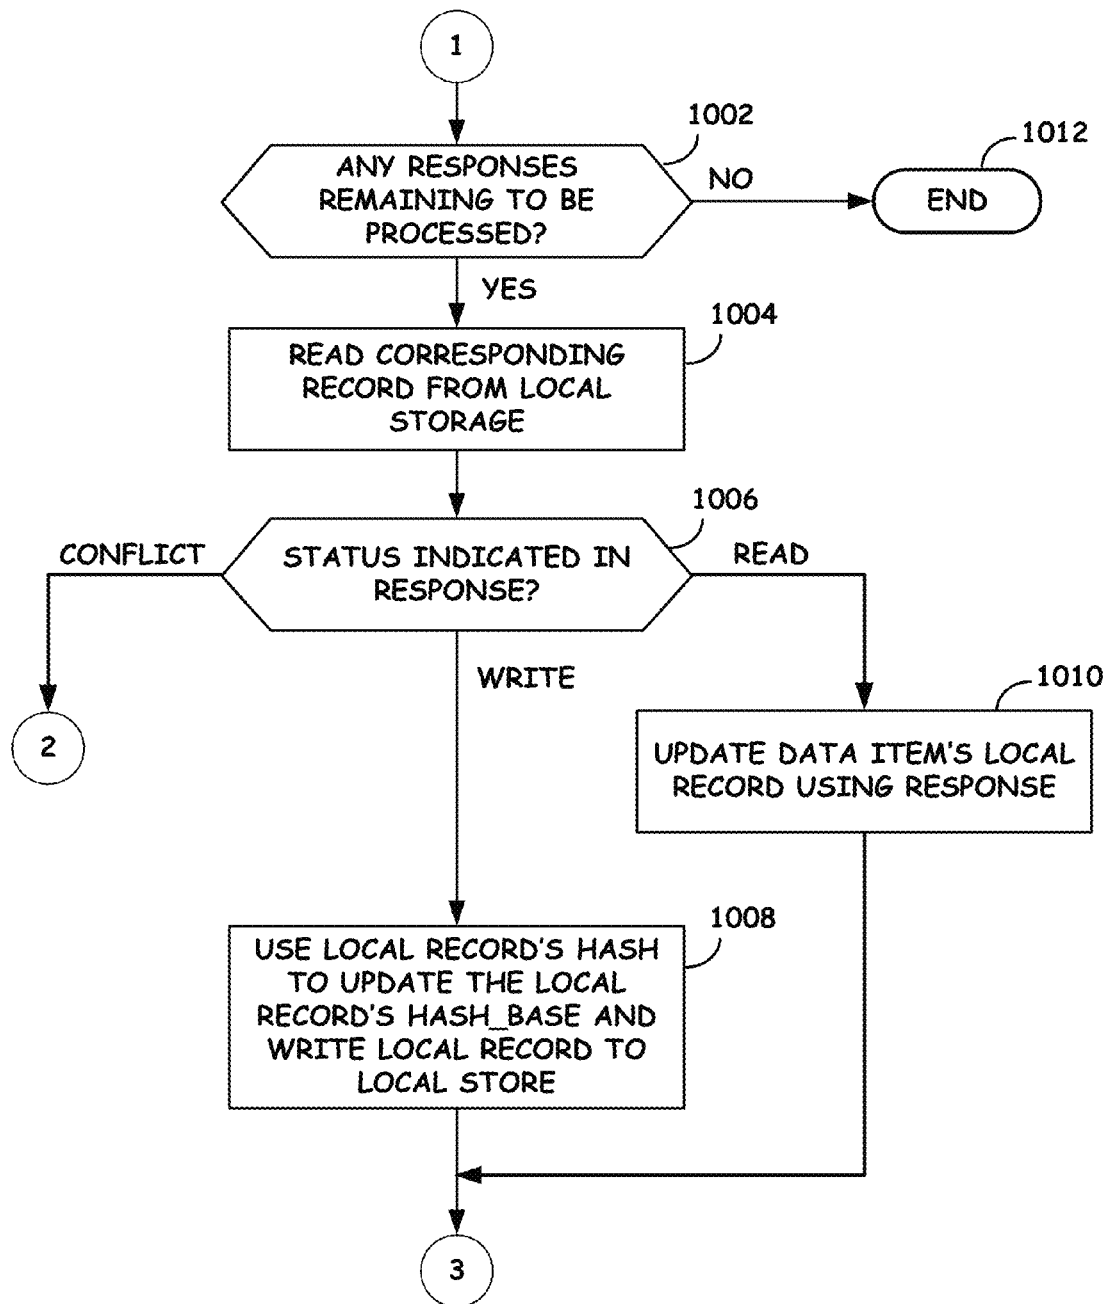 1
1002
ANY RESPONSES
REMAINING TO BE
PROCESSED?
NO
1012
END
YES
1004
READ CORRESPONDING
RECORD FROM LOCAL
STORAGE
1006
CONFLICT
STATUS INDICATED IN
RESPONSE?
READ
WRITE
2
1010
UPDATE DATA ITEM'S LOCAL
RECORD USING RESPONSE
1008
USE LOCAL RECORD'S HASH
TO UPDATE THE LOCAL
RECORD'S HASH_BASE AND
WRITE LOCAL RECORD TO
LOCAL STORE
3